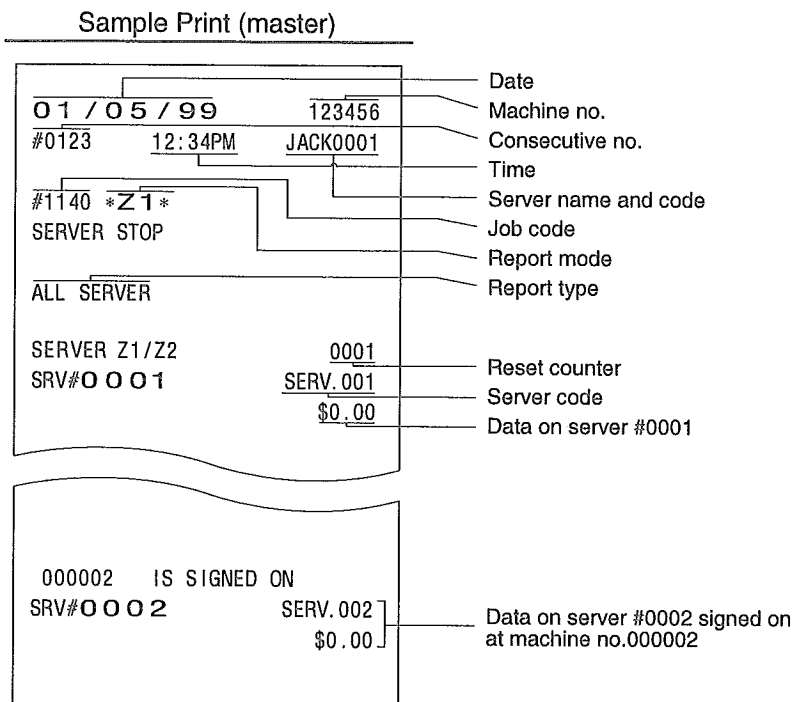 Sample Print (master)
01/05/99 123456
#0123 12:34PM JACK0001
#1140 *Z1*
SERVER STOP
ALL SERVER
SERVER Z1/Z2 0001
SRV#0001 SERV.001
$0.00
000002 IS SIGNED ON
SRV#0002 SERV.002
$0.00
Date
Machine no.
Consecutive no.
Time
Server name and code
Job code
Report mode
Report type
Reset counter
Server code
Data on server #0001
Data on server #0002 signed on
at machine no.000002